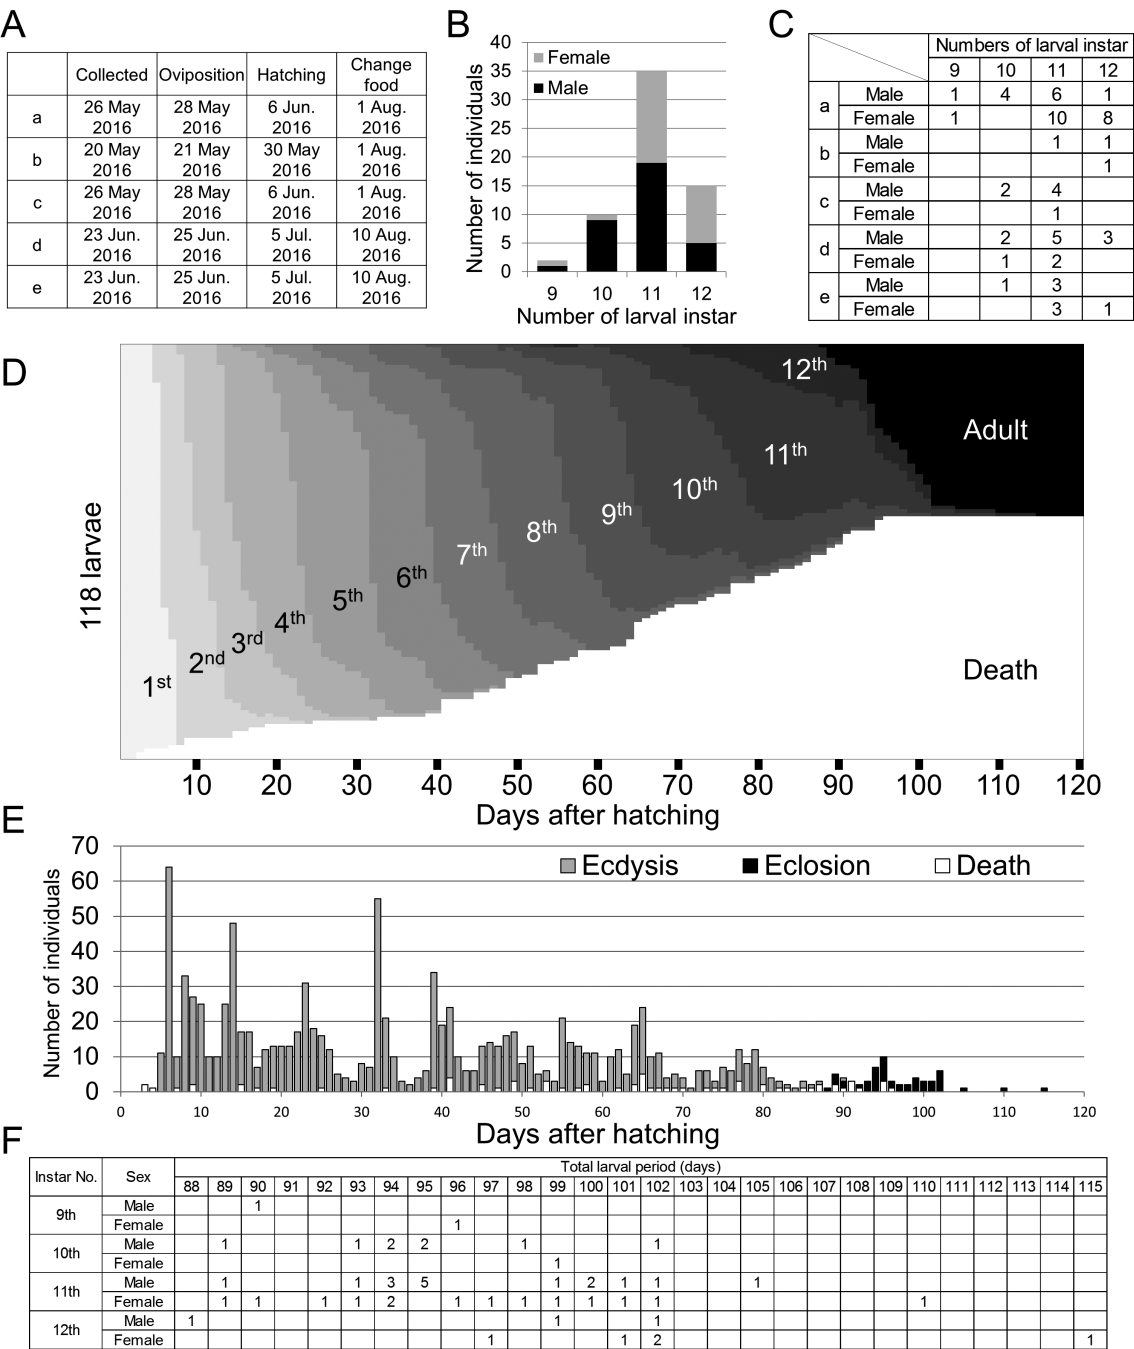 A
Collected Oviposition Hatching Change food
a 26 May 2016 28 May 2016 6 Jun. 2016 1 Aug. 2016
b 20 May 2016 21 May 2016 30 May 2016 1 Aug. 2016
c 26 May 2016 28 May 2016 6 Jun. 2016 1 Aug. 2016
d 23 Jun. 2016 25 Jun. 2016 5 Jul. 2016 10 Aug. 2016
e 23 Jun. 2016 25 Jun. 2016 5 Jul. 2016 10 Aug. 2016
B
Number of individuals
40
35
30
25
20
15
10
5
0
Female
Male
9 10 11 12
Number of larval instar
C
Numbers of larval instar
9 10 11 12
a Male 1 4 6 1
Female 1 10 8
b Male 1 1
Female 1
c Male 2 4
Female 1
d Male 2 5 3
Female 1 2
e Male 1 3
Female 3 1
D
118 larvae
1st
2nd
3rd
4th
5th
6th
7th
8th
9th
10th
11th
12th
Adult
Death
10 20 30 40 50 60 70 80 90 100 110 120
Days after hatching
E
Number of individuals
70
60
50
40
30
20
10
0
Ecdysis Eclosion Death
0 10 20 30 40 50 60 70 80 90 100 110 120
Days after hatching
F
Instar No. Sex Total larval period (days)
88 89 90 91 92 93 94 95 96 97 98 99 100 101 102 103 104 105 106 107 108 109 110 111 112 113 114 115
9th Male 1
Female 1
10th Male 1 1 2 2 1 1
Female 1
11th Male 1 1 3 5 1 2 1 1 1
Female 1 1 1 1 2 1 1 1 1 1 1 1 1
12th Male 1 1 1
Female 1 1 2 1